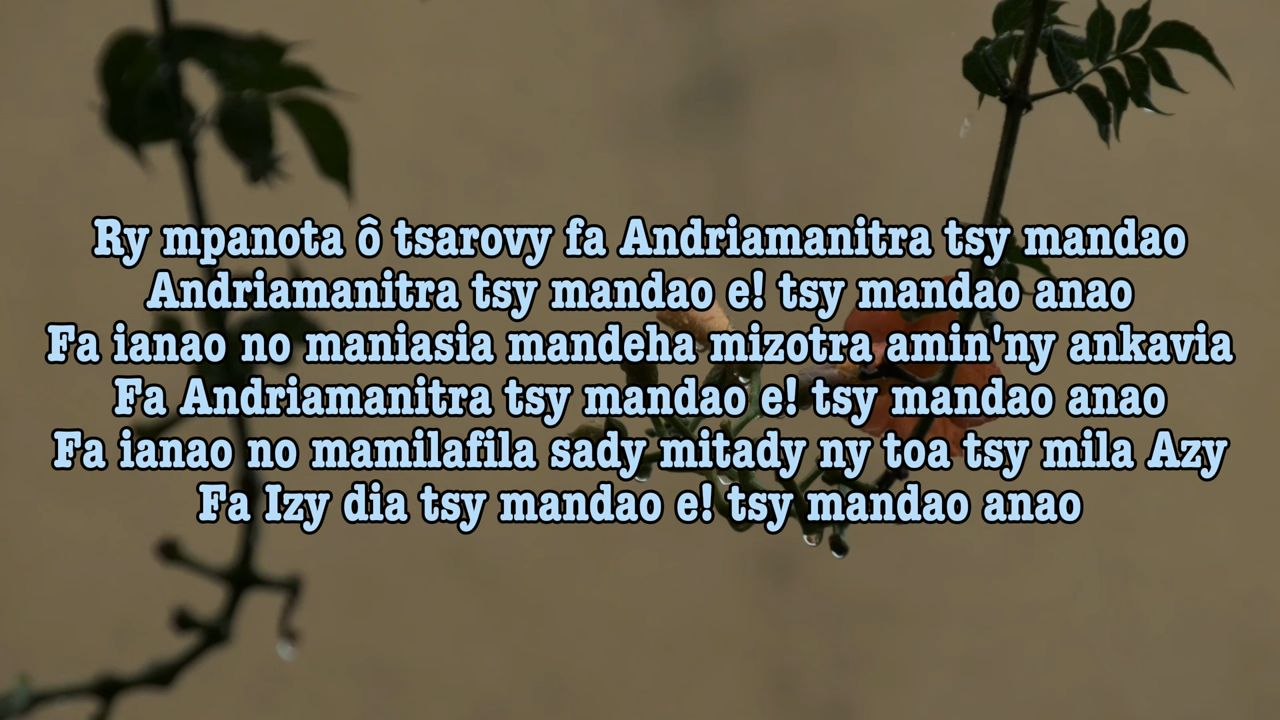 Ry mpanota ô tsarovy fa Andriamanitra tsy mandao
Andriamanitra tsy mandao e! tsy mandao anao
Fa ianao no maniasia mandeha mizotra amin'ny ankavia
Fa Andriamanitra tsy mandao e! tsy mandao anao
Fa ianao no mamilafila sady mitady ny toa tsy mila Azy
Fa Izy dia tsy mandao e! tsy mandao anao